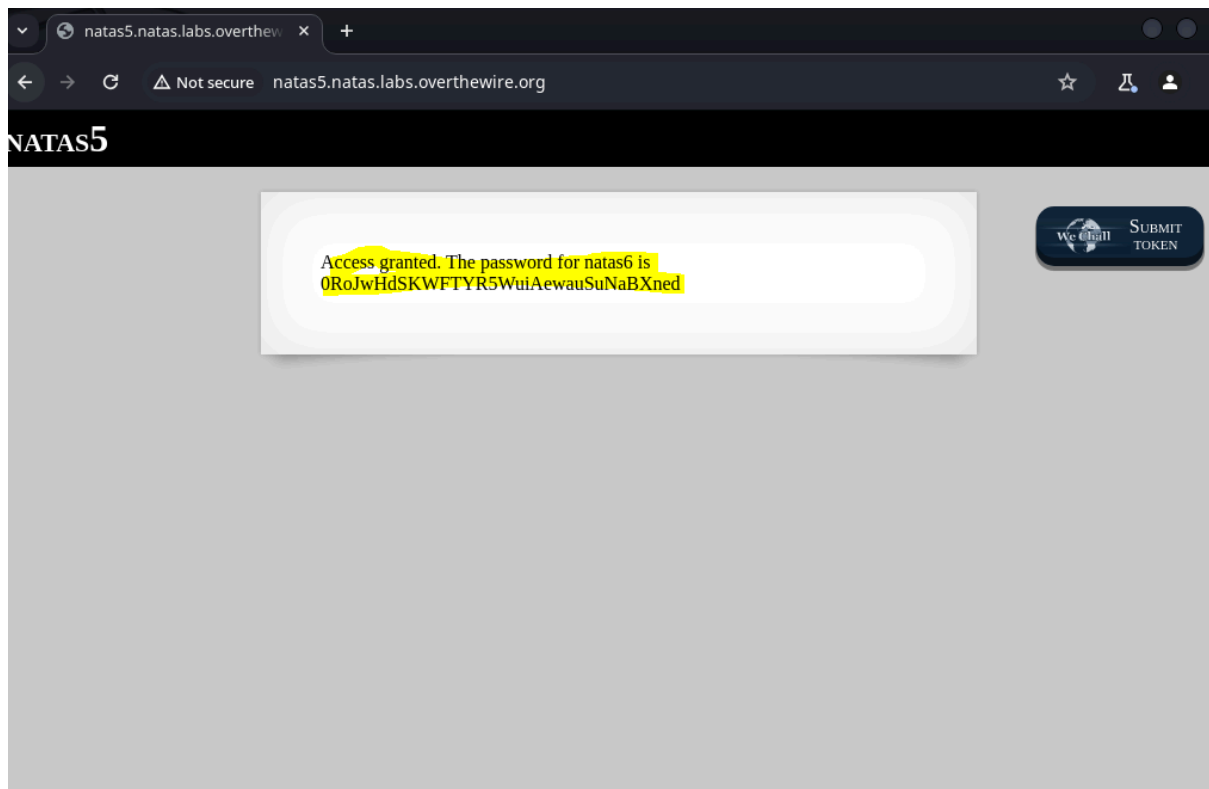 natas5.natas.labs.overthew
Not secure
natas5.natas.labs.overthewire.org
NATAS5
We Chall
SUBMIT
TOKEN
Access granted. The password for natas6 is
0RoJwHdSKWFTYR5WuiAewauSuNaBXned